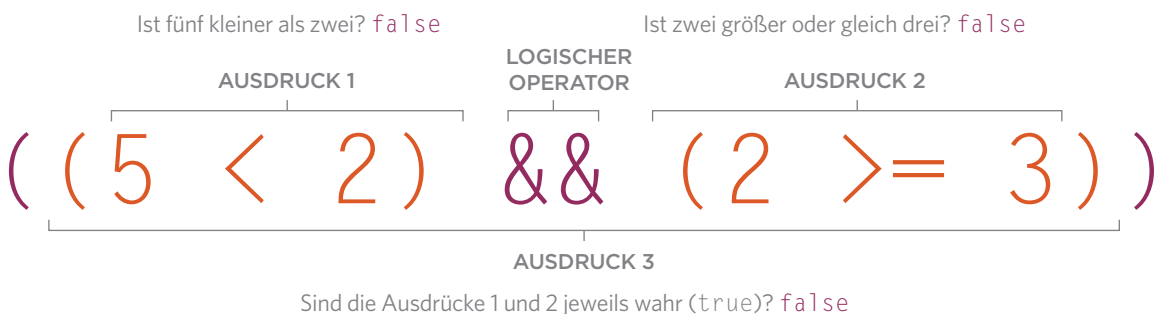 Ist fünf kleiner als zwei? false
Ist zwei größer oder gleich drei? false
AUSDRUCK 1
LOGISCHER
OPERATOR
AUSDRUCK 2
((5 < 2) && (2 >= 3))
AUSDRUCK 3
Sind die Ausdrücke 1 und 2 jeweils wahr (true)? false